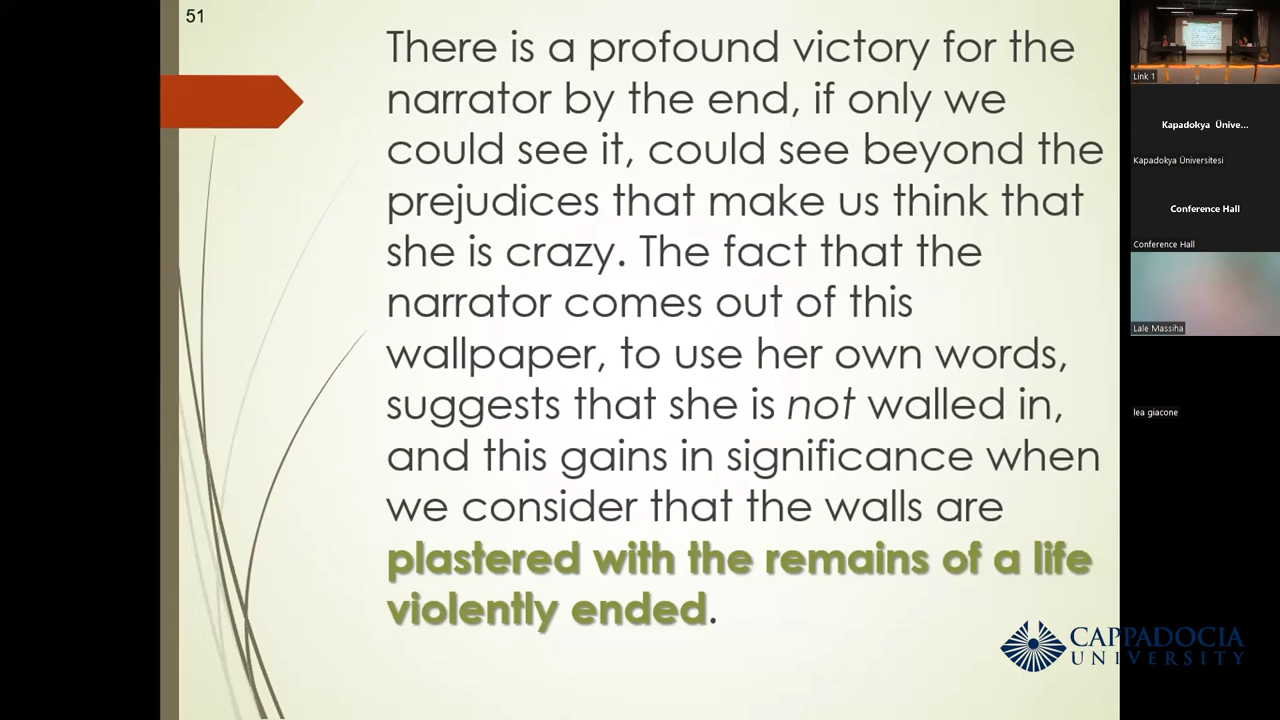 51
There is a profound victory for the
narrator by the end, if only we
could see it, could see beyond the
prejudices that make us think that
she is crazy. The fact that the
narrator comes out of this
wallpaper, to use her own words,
suggests that she is not walled in,
and this gains in significance when
we consider that the walls are
plastered with the remains of a life
violently ended.
CAPPADOCIA
UNIVERSITY
Link 1
Kapadokya Ünive...
Kapadokya Üniversitesi
Conference Hall
Conference Hall
Lale Massiha
lea giacone